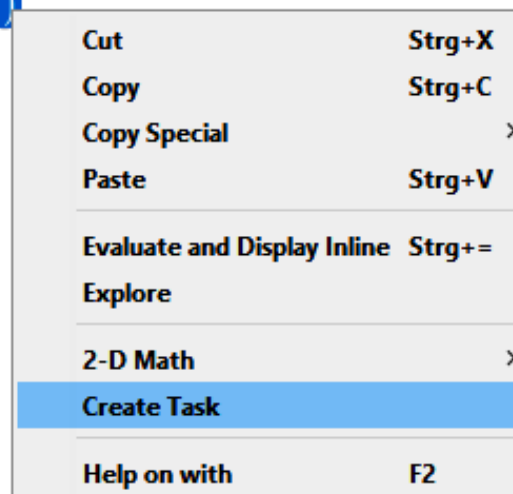 Cut Strg+X
Copy Strg+C
Copy Special
Paste Strg+V
Evaluate and Display Inline Strg+=
Explore
2-D Math
Create Task
Help on with F2